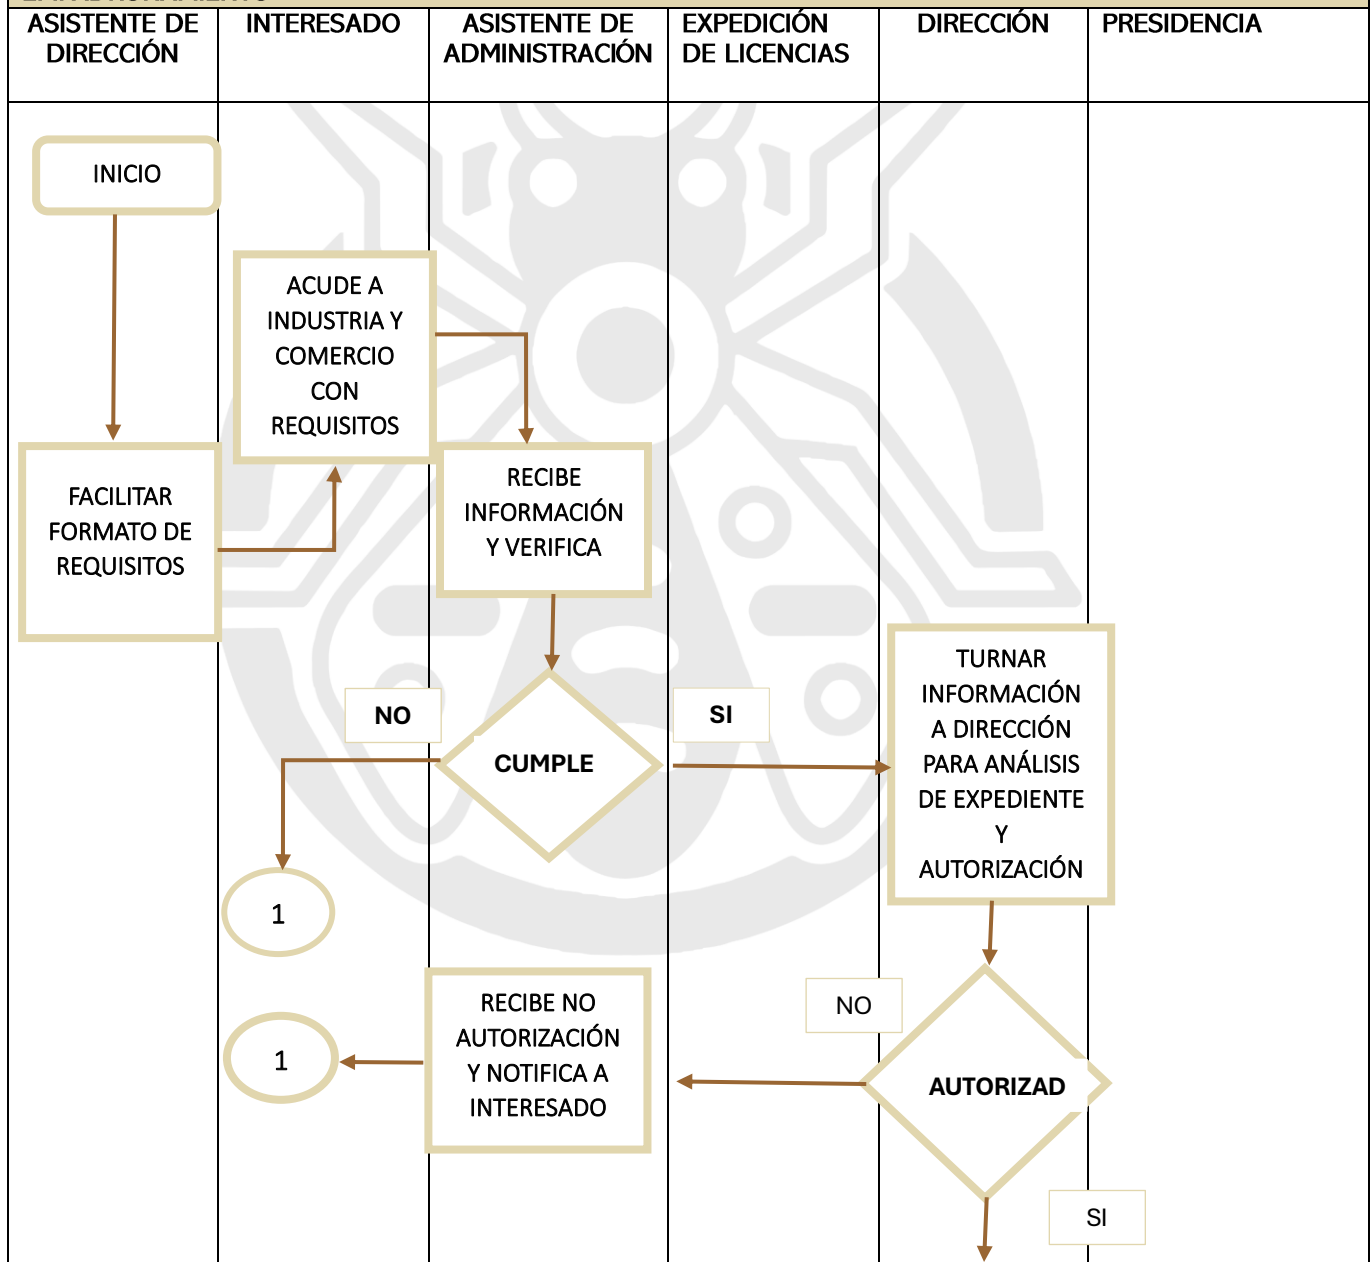 ASISTENTE DE
DIRECCIÓN
INTERESADO
ASISTENTE DE
ADMINISTRACIÓN
EXPEDICIÓN
DE LICENCIAS
DIRECCIÓN
PRESIDENCIA
INICIO
ACUDE A
INDUSTRIA Y
COMERCIO
CON
REQUISITOS
FACILITAR
FORMATO DE
REQUISITOS
RECIBE
INFORMACIÓN
Y VERIFICA
NO
CUMPLE
SI
TURNAR
INFORMACIÓN
A DIRECCIÓN
PARA ANÁLISIS
DE EXPEDIENTE
Y
AUTORIZACIÓN
1
RECIBE NO
AUTORIZACIÓN
Y NOTIFICA A
INTERESADO
1
NO
AUTORIZAD
SI